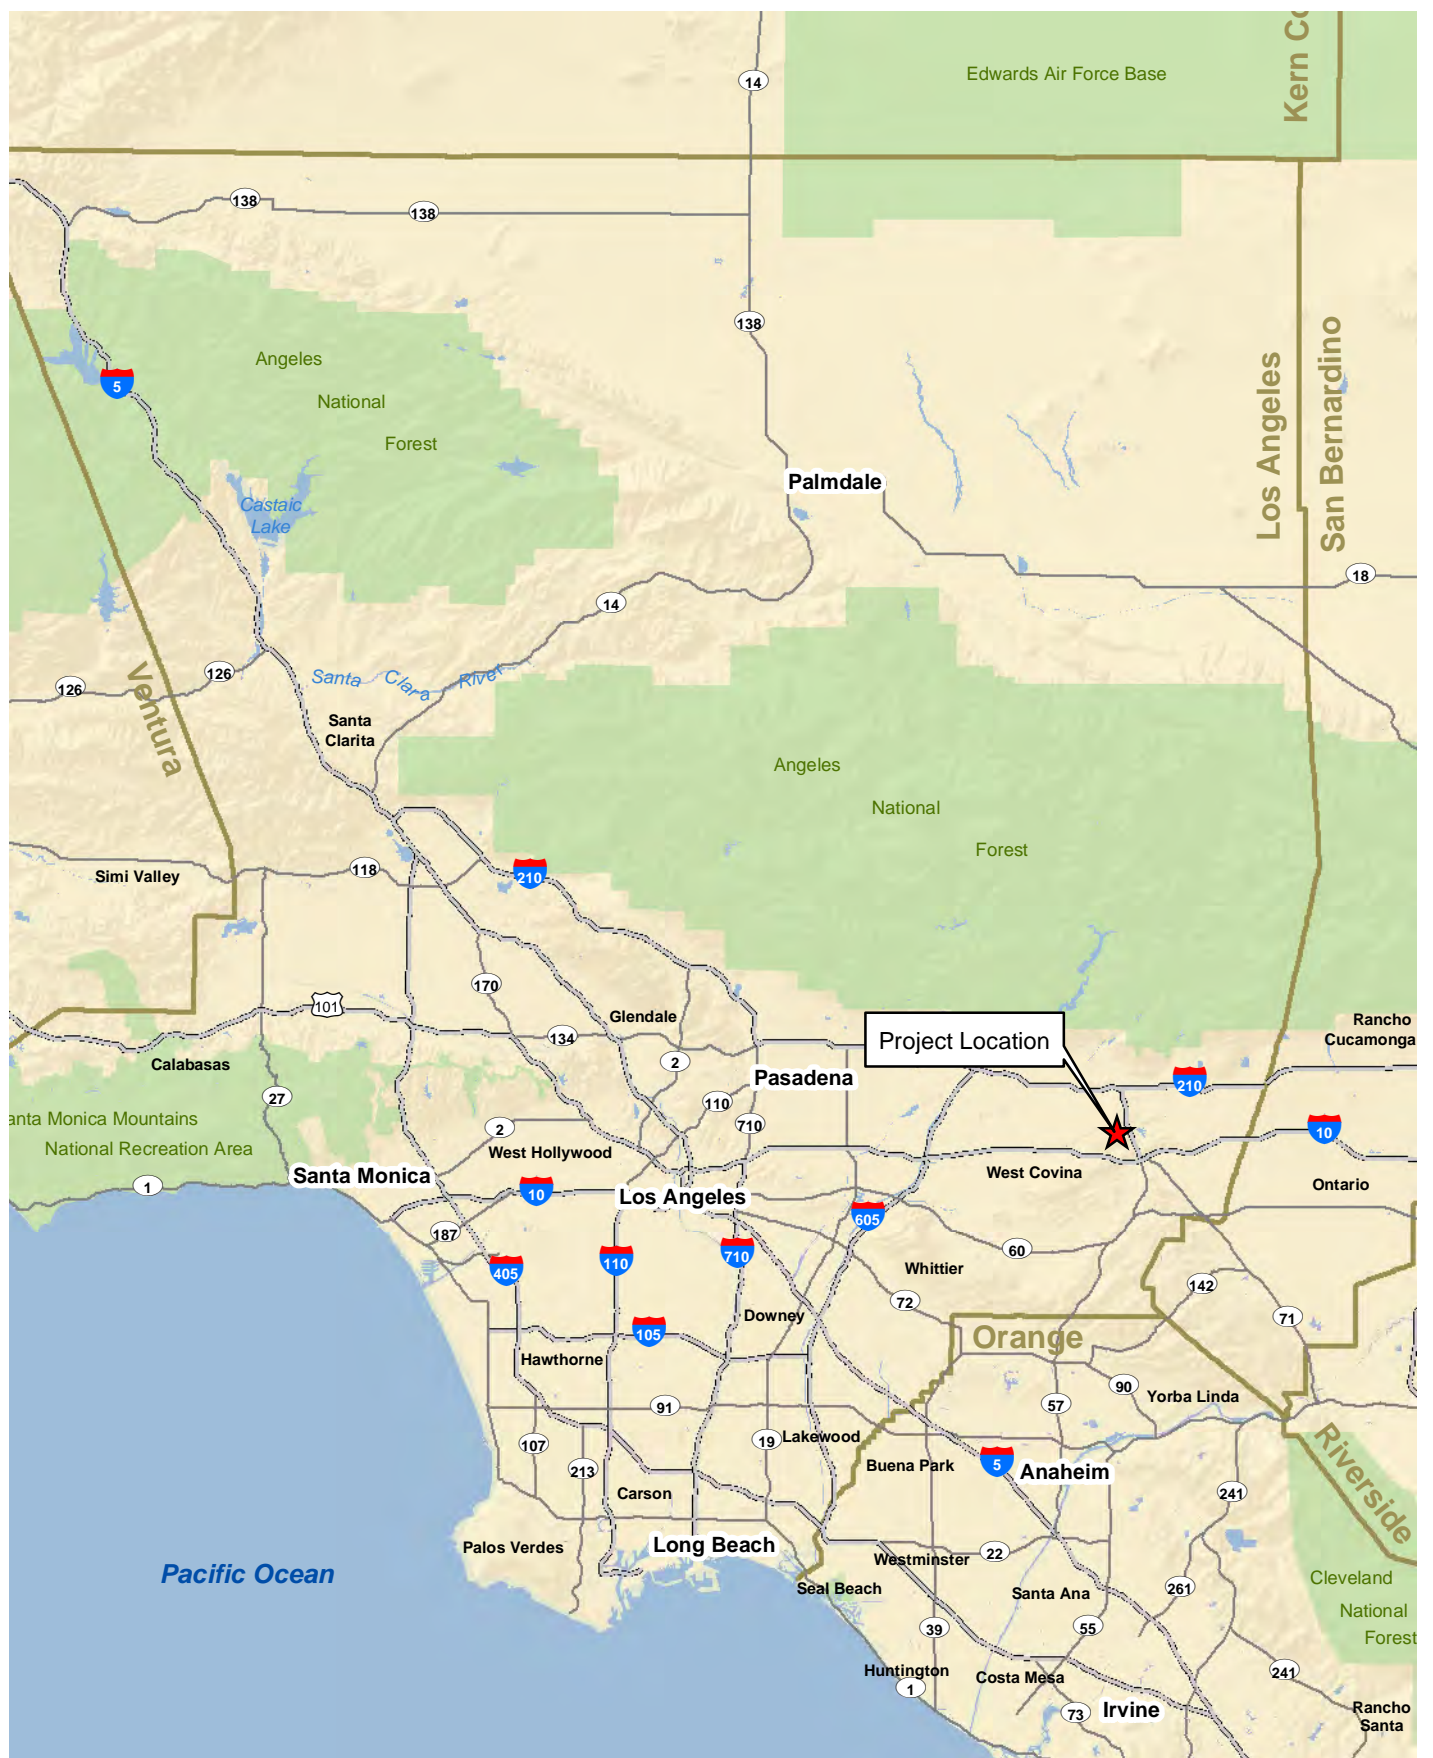 14
Edwards Air Force Base
Kern Co
138
138
138
Los Angeles
San Bernardino
Angeles
National
Forest
5
Palmdale
Castaic
Lake
18
14
126
126
Santa Clara River
Ventura
Santa
Clarita
Angeles
National
Forest
Simi Valley
118
210
170
101
Glendale
134
2
Project Location
Rancho
Cucamonga
Calabasas
Pasadena
210
27
110
710
anta Monica Mountains
National Recreation Area
2
West Hollywood
10
Santa Monica
1
West Covina
Ontario
10
Los Angeles
605
187
60
405
110
710
Whittier
142
72
Downey
71
105
Orange
Hawthorne
90
Yorba Linda
91
57
107
19
Lakewood
213
Buena Park
5
Anaheim
Riverside
Carson
241
Palos Verdes
Long Beach
22
Westminster
Pacific Ocean
Seal Beach
Santa Ana
261
Cleveland
National
Forest
39
55
Huntington
1
Costa Mesa
241
73
Irvine
Rancho
Santa